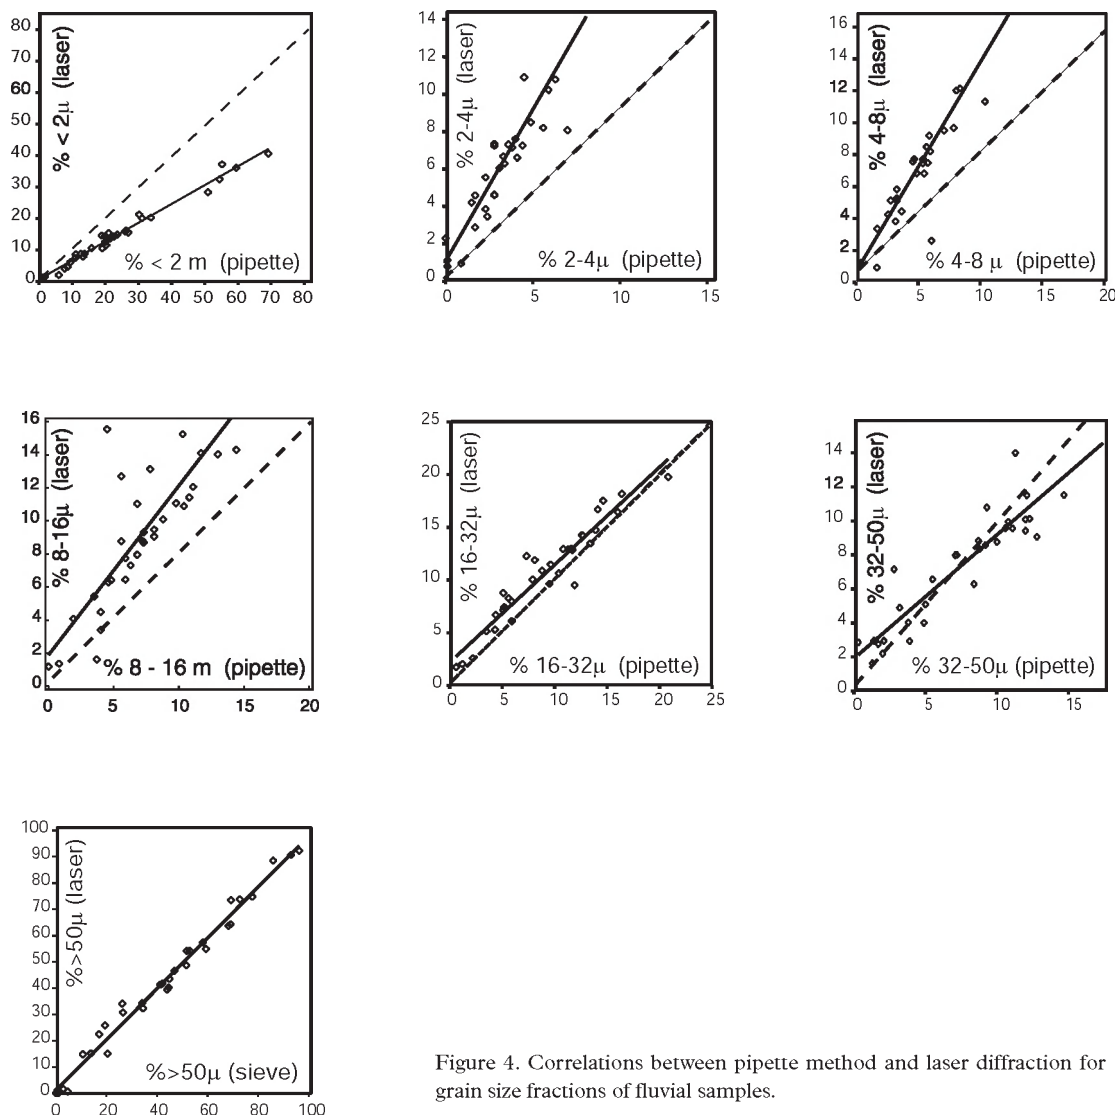 80
70
60
50
40
30
20
10
0
% < 2μ (laser)
% < 2 m (pipette)
0 10 20 30 40 50 60 70 80
14
12
10
8
6
4
2
0
% 2-4μ (laser)
% 2-4μ (pipette)
0 5 10 15
16
14
12
10
8
6
4
2
0
% 4-8μ (laser)
% 4-8 μ (pipette)
0 5 10 15 20
16
14
12
10
8
6
4
2
0
% 8-16μ (laser)
% 8 - 16 m (pipette)
0 5 10 15 20
25
20
15
10
5
0
% 16-32μ (laser)
% 16-32μ (pipette)
0 5 10 15 20 25
14
12
10
8
6
4
2
0
% 32-50μ (laser)
% 32-50μ (pipette)
0 5 10 15
100
90
80
70
60
50
40
30
20
10
0
%>50μ (laser)
%>50μ (sieve)
0 20 40 60 80 100
Figure 4. Correlations between pipette method and laser diffraction for
grain size fractions of fluvial samples.